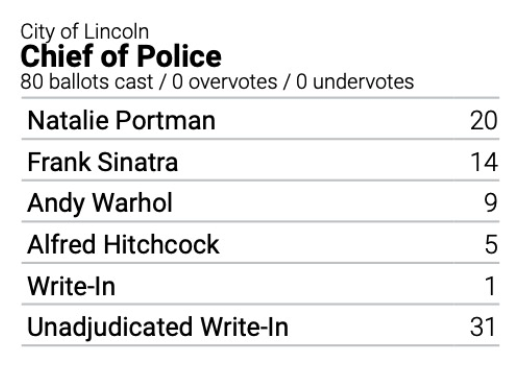 City of Lincoln
Chief of Police
80 ballots cast / 0 overvotes / 0 undervotes
Natalie Portman 20
Frank Sinatra 14
Andy Warhol 9
Alfred Hitchcock 5
Write-In 1
Unadjudicated Write-In 31